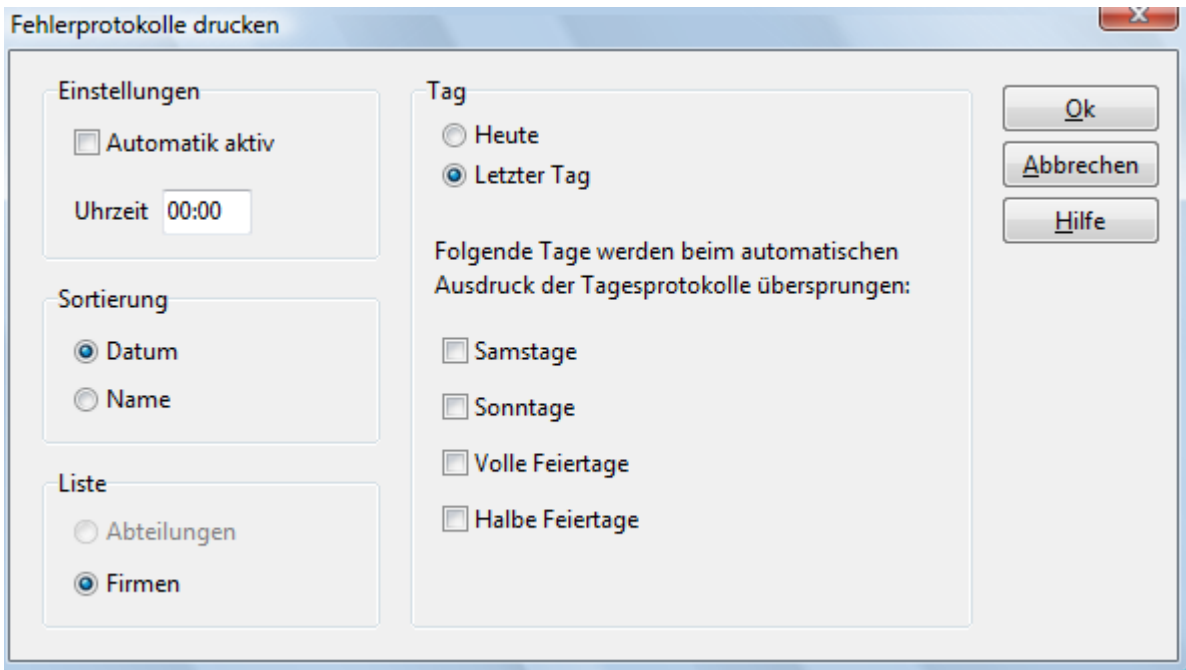 Fehlerprotokolle drucken
Einstellungen
Automatik aktiv
Uhrzeit 00:00
Sortierung
Datum
Name
Liste
Abteilungen
Firmen
Tag
Heute
Letzter Tag
Folgende Tage werden beim automatischen
Ausdruck der Tagesprotokolle übersprungen:
Samstage
Sonntage
Volle Feiertage
Halbe Feiertage
Ok
Abbrechen
Hilfe